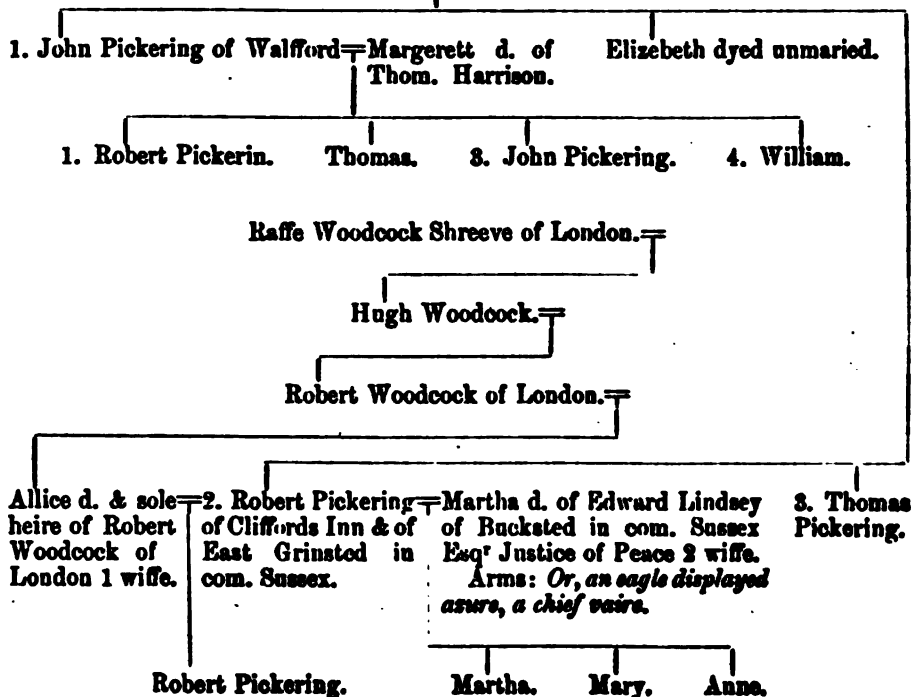 1. John Pickering of Walfford=Margerett d. of Thom. Harrison.
Elizebeth dyed unmaried.
1. Robert Pickerin. Thomas. 3. John Pickering. 4. William.
Raffe Woodcock Shreeve of London.=
Hugh Woodcock.=
Robert Woodcock of London.=
Allice d. & sole=
heire of Robert
Woodcock of
London 1 wiffe.
2. Robert Pickering=
of Cliffords Inn & of
East Grinsted in
com. Sussex.
Martha d. of Edward Lindsey
of Bucksted in com. Sussex
Esqr Justice of Peace 2 wiffe.
Arms: Or, an eagle displayed
azure, a chief vaire.
3. Thomas
Pickering.
Robert Pickering. Martha. Mary. Anne.